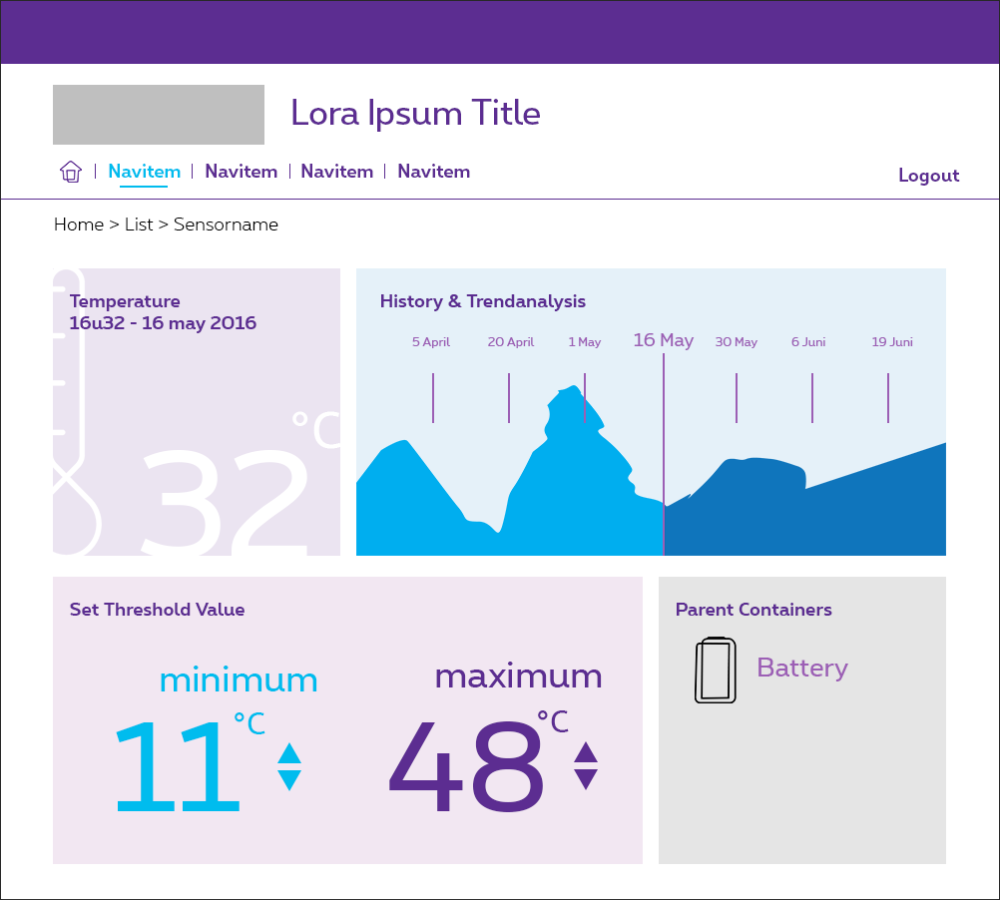 Lora Ipsum Title
Navitem | Navitem | Navitem | Navitem
Logout
Home > List > Sensorname
Temperature
16u32 - 16 may 2016
32 °C
History & Trendanalysis
5 April 20 April 1 May 16 May 30 May 6 Juni 19 Juni
Set Threshold Value
minimum
11 °C
maximum
48 °C
Parent Containers
Battery